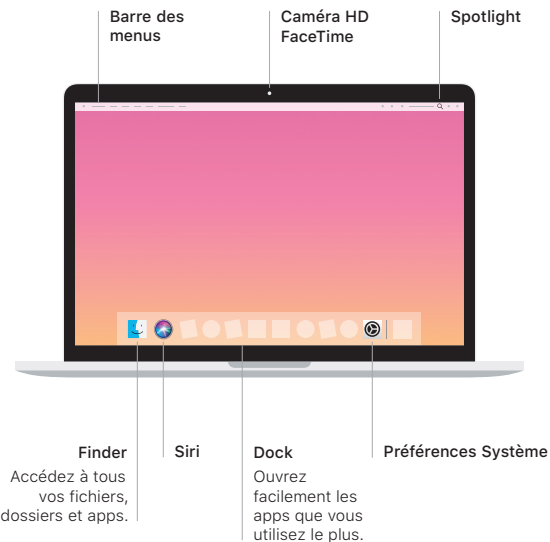 Barre des
menus
Caméra HD
FaceTime
Spotlight
Finder
Accédez à tous
vos fichiers,
dossiers et apps.
Siri
Dock
Ouvrez
facilement les
apps que vous
utilisez le plus.
Préférences Système